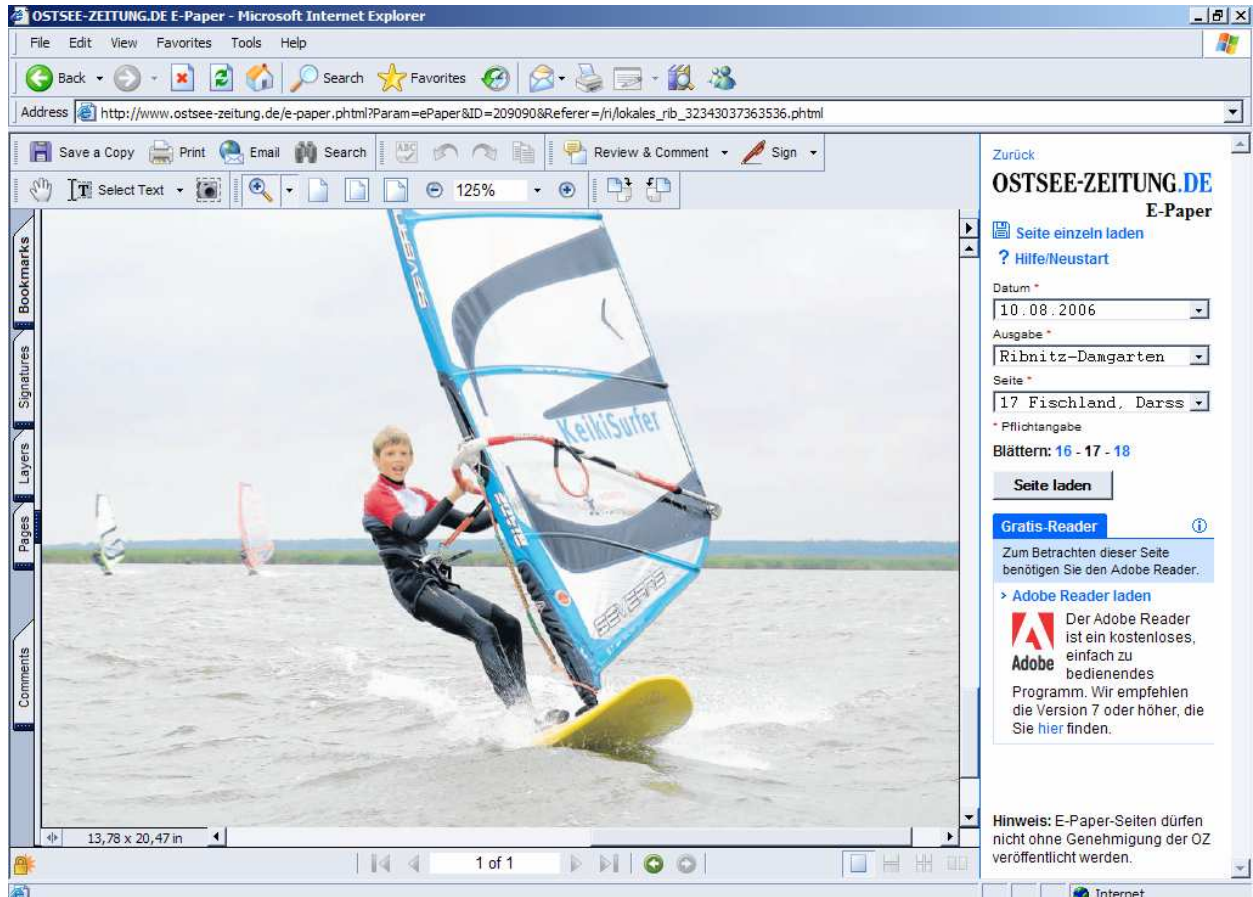 OSTSEE-ZEITUNG.DE E-Paper - Microsoft Internet Explorer
File Edit View Favorites Tools Help
Back Search Favorites
Address http://www.ostsee-zeitung.de/e-paper.phtml?Param=ePaper&ID=209090&Referer=/ri/lokales_rib_32343037363536.phtml
Save a Copy Print Email Search ABC Review & Comment Sign
Select Text 125%
Bookmarks
Signatures
Layers
Pages
Comments
KeikiSurfer
SEVERNE
13,78 x 20,47 in
1 of 1
Zurück
OSTSEE-ZEITUNG.DE
E-Paper
Seite einzeln laden
? Hilfe/Neustart
Datum *
10.08.2006
Ausgabe *
Ribnitz-Damgarten
Seite *
17 Fischland, Darss
* Pflichtangabe
Blättern: 16 - 17 - 18
Seite laden
Gratis-Reader
Zum Betrachten dieser Seite
benötigen Sie den Adobe Reader.
> Adobe Reader laden
Adobe
Der Adobe Reader
ist ein kostenloses,
einfach zu
bedienendes
Programm. Wir empfehlen
die Version 7 oder höher, die
Sie hier finden.
Hinweis: E-Paper-Seiten dürfen
nicht ohne Genehmigung der OZ
veröffentlicht werden.
Internet